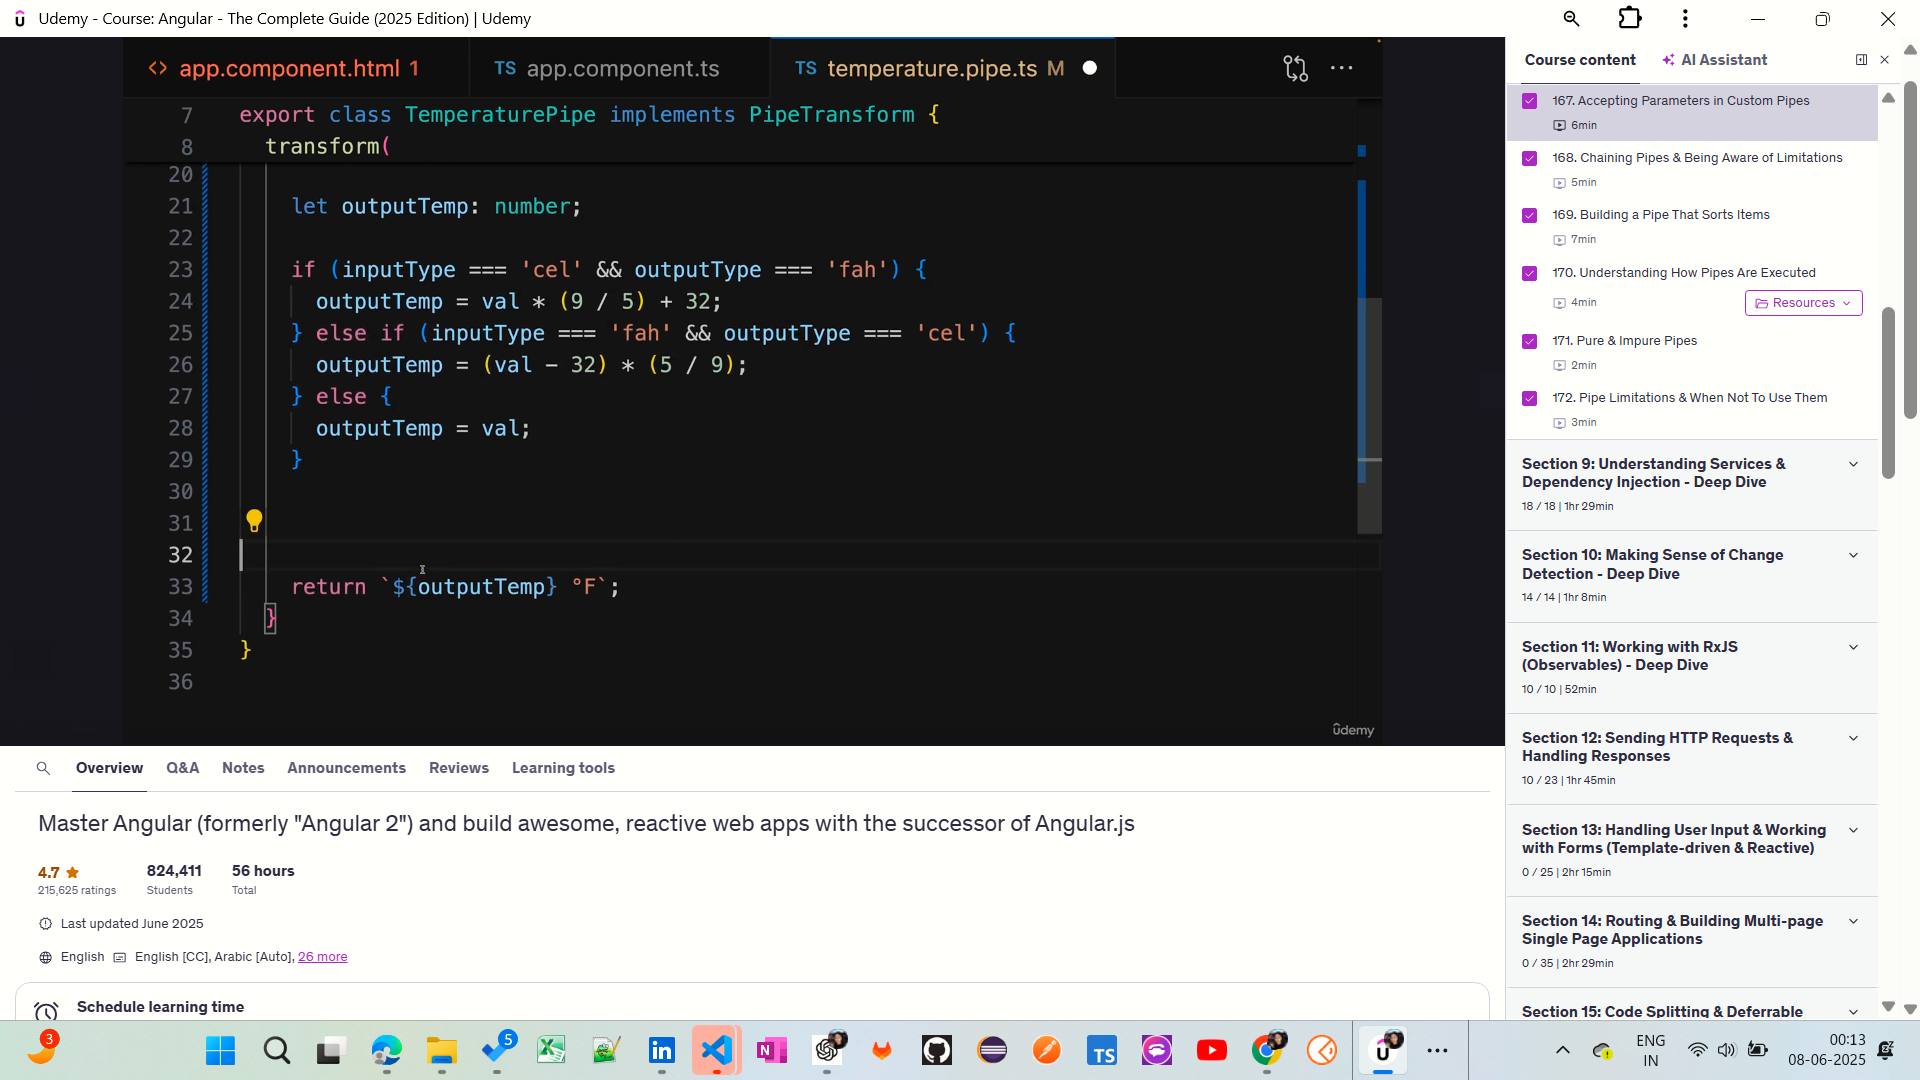 Udemy - Course: Angular - The Complete Guide (2025 Edition) | Udemy
<> app.component.html 1
TS app.component.ts
TS temperature.pipe.ts M
7 export class TemperaturePipe implements PipeTransform {
8 transform(
20
21 let outputTemp: number;
22
23 if (inputType === 'cel' && outputType === 'fah') {
24 outputTemp = val * (9 / 5) + 32;
25 } else if (inputType === 'fah' && outputType === 'cel') {
26 outputTemp = (val - 32) * (5 / 9);
27 } else {
28 outputTemp = val;
29 }
30
31
32
33 return `${outputTemp} °F`;
34 }
35 }
36
ûdemy
Overview Q&A Notes Announcements Reviews Learning tools
Master Angular (formerly "Angular 2") and build awesome, reactive web apps with the successor of Angular.js
4.7 824,411 56 hours
215,625 ratings Students Total
Last updated June 2025
English English [CC], Arabic [Auto], 26 more
Schedule learning time
Course content AI Assistant
167. Accepting Parameters in Custom Pipes
6min
168. Chaining Pipes & Being Aware of Limitations
5min
169. Building a Pipe That Sorts Items
7min
170. Understanding How Pipes Are Executed
4min
Resources
171. Pure & Impure Pipes
2min
172. Pipe Limitations & When Not To Use Them
3min
Section 9: Understanding Services &
Dependency Injection - Deep Dive
18 / 18 | 1hr 29min
Section 10: Making Sense of Change
Detection - Deep Dive
14 / 14 | 1hr 8min
Section 11: Working with RxJS
(Observables) - Deep Dive
10 / 10 | 52min
Section 12: Sending HTTP Requests &
Handling Responses
10 / 23 | 1hr 45min
Section 13: Handling User Input & Working
with Forms (Template-driven & Reactive)
0 / 25 | 2hr 15min
Section 14: Routing & Building Multi-page
Single Page Applications
0 / 35 | 2hr 29min
Section 15: Code Splitting & Deferrable
3
5
in
N
TS
ENG
IN
00:13
08-06-2025